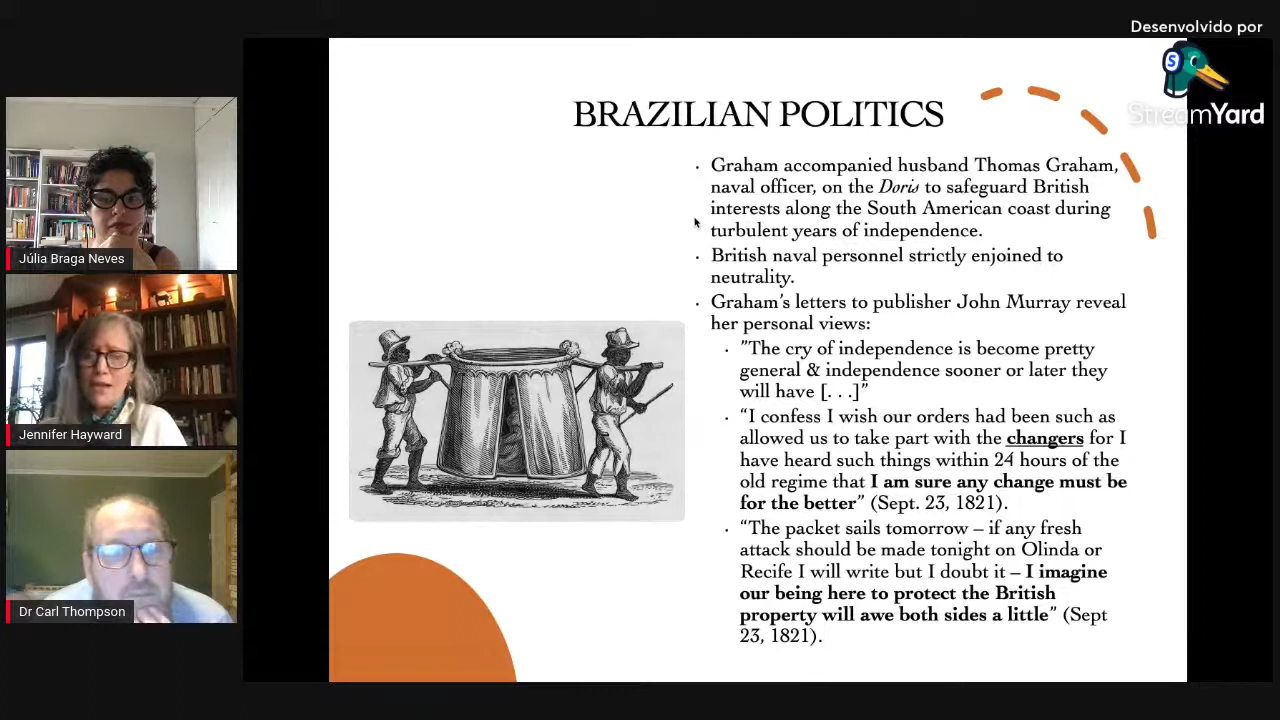 Desenvolvido por
StreamYard
BRAZILIAN POLITICS
· Graham accompanied husband Thomas Graham,
naval officer, on the Doris to safeguard British
interests along the South American coast during
turbulent years of independence.
· British naval personnel strictly enjoined to
neutrality.
· Graham’s letters to publisher John Murray reveal
her personal views:
· ”The cry of independence is become pretty
general & independence sooner or later they
will have [. . .]”
· “I confess I wish our orders had been such as
allowed us to take part with the changers for I
have heard such things within 24 hours of the
old regime that I am sure any change must be
for the better” (Sept. 23, 1821).
· “The packet sails tomorrow – if any fresh
attack should be made tonight on Olinda or
Recife I will write but I doubt it – I imagine
our being here to protect the British
property will awe both sides a little” (Sept
23, 1821).
Júlia Braga Neves
Jennifer Hayward
Dr Carl Thompson